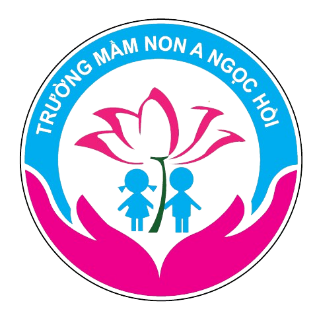 TRƯỜNG MẦM NON A NGỌC HỒI